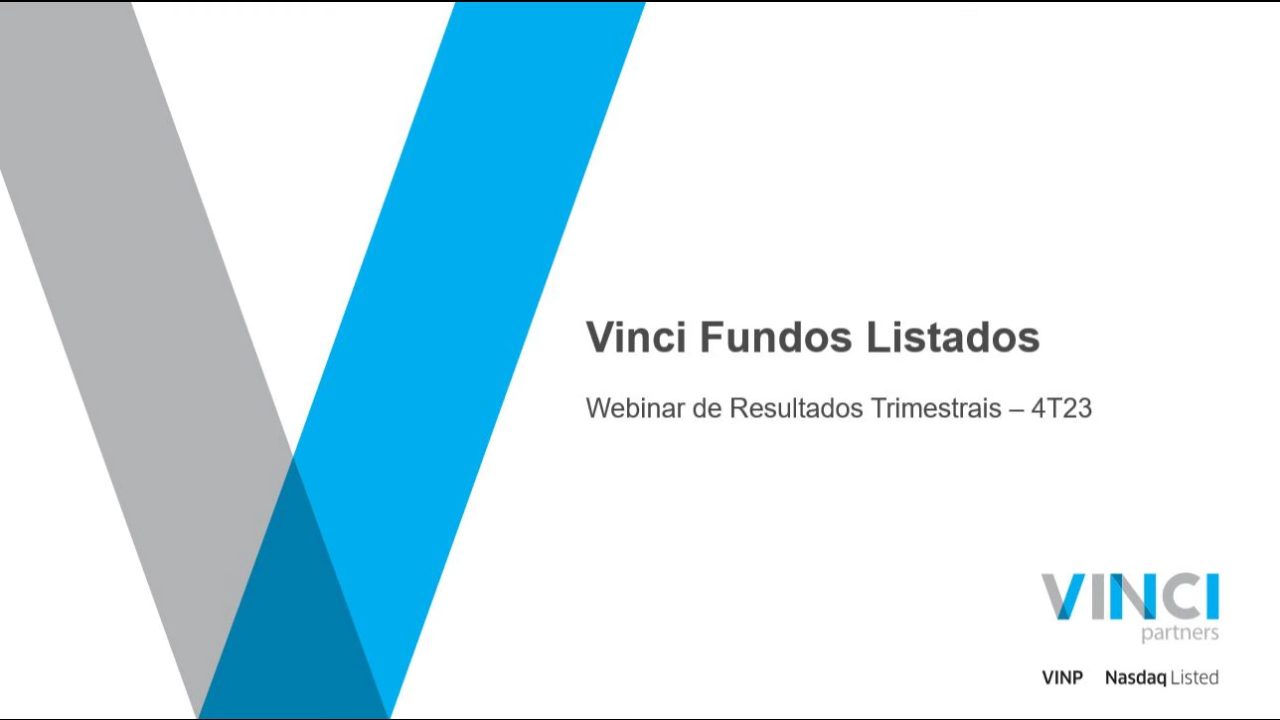 Vinci Fundos Listados
Webinar de Resultados Trimestrais – 4T23
VINCI
partners
VINP Nasdaq Listed